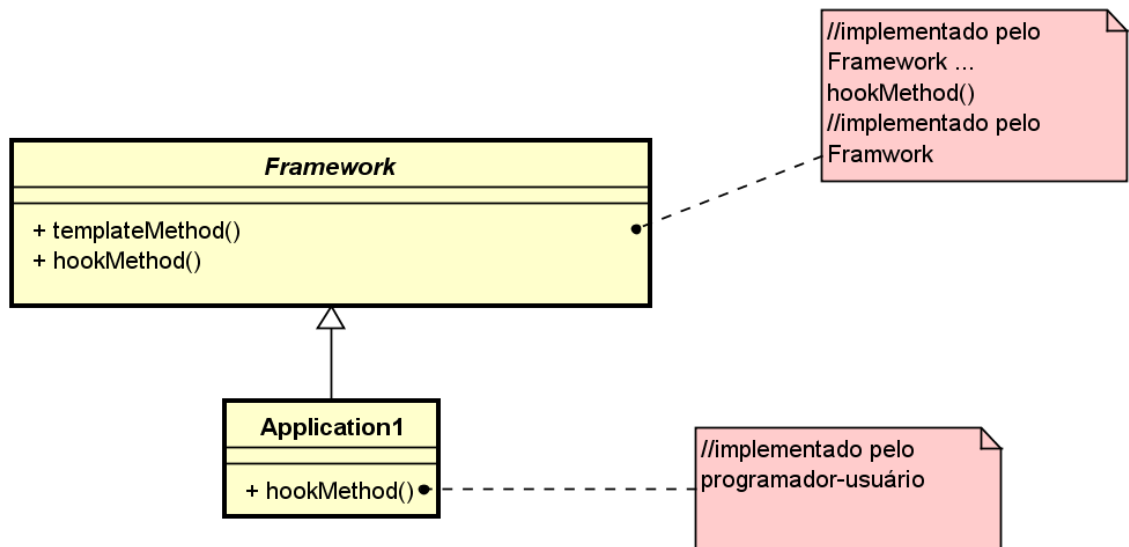 //implementado pelo
Framework ...
hookMethod()
//implementado pelo
Framwork
Framework
+ templateMethod()
+ hookMethod()
Application1
+ hookMethod()
//implementado pelo
programador-usuário